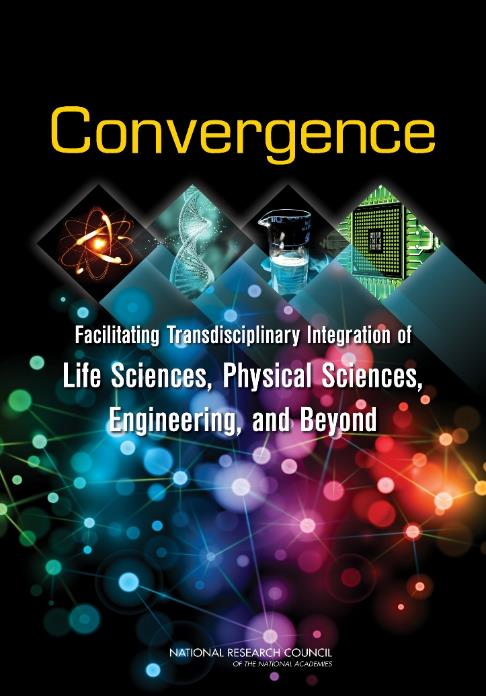 Convergence
Facilitating Transdisciplinary Integration of
Life Sciences, Physical Sciences,
Engineering, and Beyond
NATIONAL RESEARCH COUNCIL
OF THE NATIONAL ACADEMIES